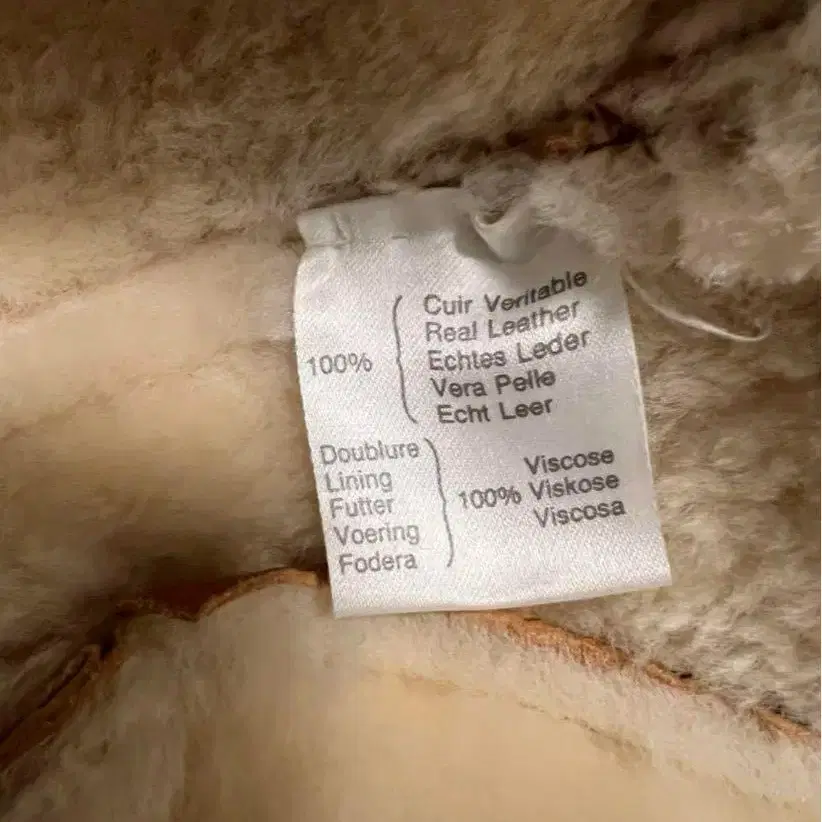 100%
Cuir Veritable
Real Leather
Echtes Leder
Vera Pelle
Echt Leer
Doublure
Lining
Futter
Voering
Fodera
100%
Viscose
Viskose
Viscosa